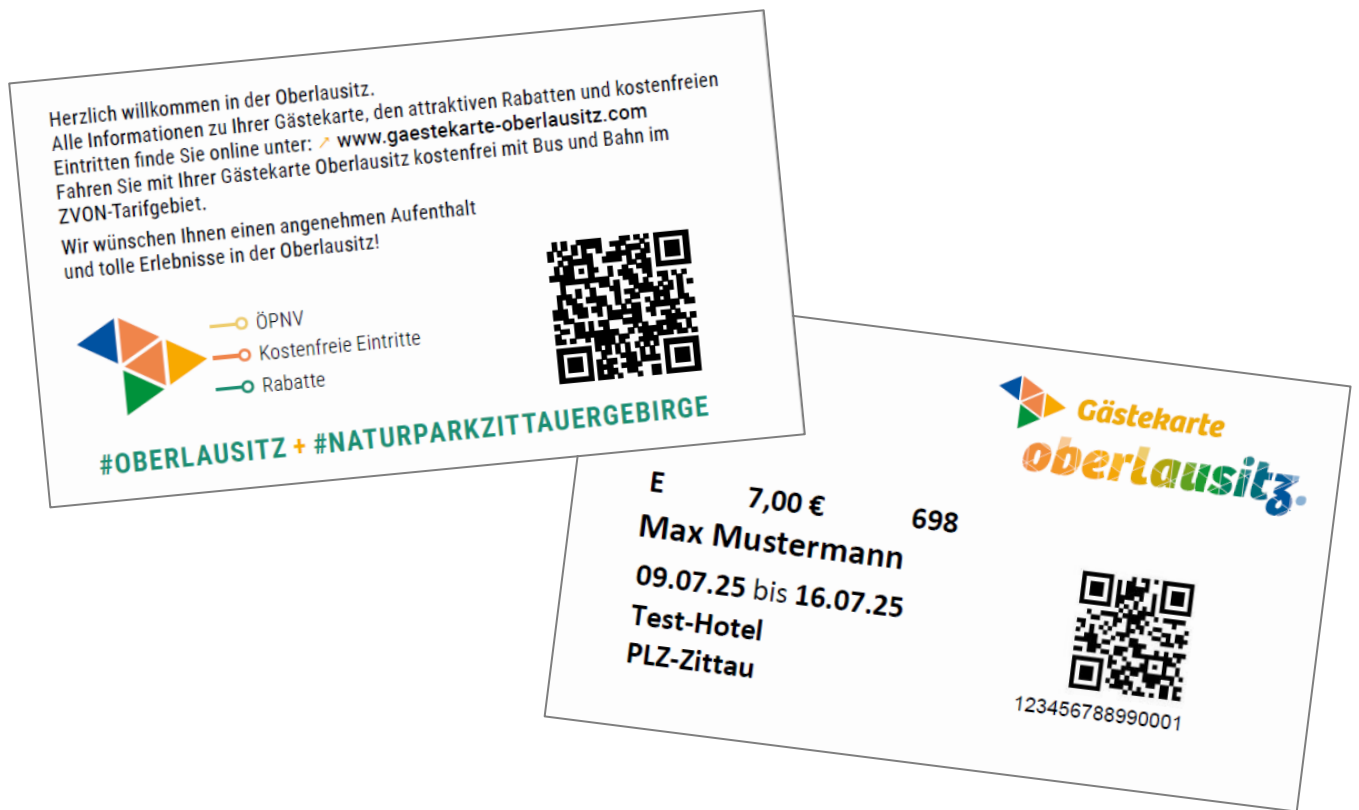 Herzlich willkommen in der Oberlausitz.
Alle Informationen zu Ihrer Gästekarte, den attraktiven Rabatten und kostenfreien
Eintritten finde Sie online unter: ↗ www.gaestekarte-oberlausitz.com
Fahren Sie mit Ihrer Gästekarte Oberlausitz kostenfrei mit Bus und Bahn im
ZVON-Tarifgebiet.
Wir wünschen Ihnen einen angenehmen Aufenthalt
und tolle Erlebnisse in der Oberlausitz!
ÖPNV
Kostenfreie Eintritte
Rabatte
#OBERLAUSITZ + #NATURPARKZITTAUERGEBIRGE
Gästekarte
oberlausitz
E 7,00 € 698
Max Mustermann
09.07.25 bis 16.07.25
Test-Hotel
PLZ-Zittau
123456788990001